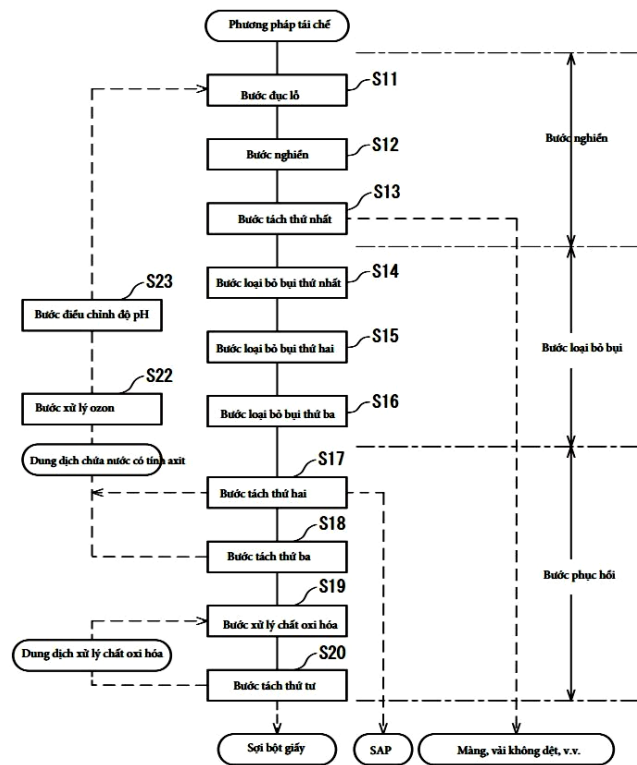 Phương pháp tái chế
S11
Bước đục lỗ
S12
Bước nghiền
Bước nghiền
S13
Bước tách thứ nhất
S14
Bước loại bỏ bụi thứ nhất
S23
Bước điều chỉnh độ pH
S15
Bước loại bỏ bụi thứ hai
Bước loại bỏ bụi
S22
Bước xử lý ozon
S16
Bước loại bỏ bụi thứ ba
Dung dịch chứa nước có tính axit
S17
Bước tách thứ hai
S18
Bước tách thứ ba
Bước phục hồi
S19
Bước xử lý chất oxi hóa
Dung dịch xử lý chất oxi hóa
S20
Bước tách thứ tư
Sợi bột giấy
SAP
Màng, vải không dệt, v.v.